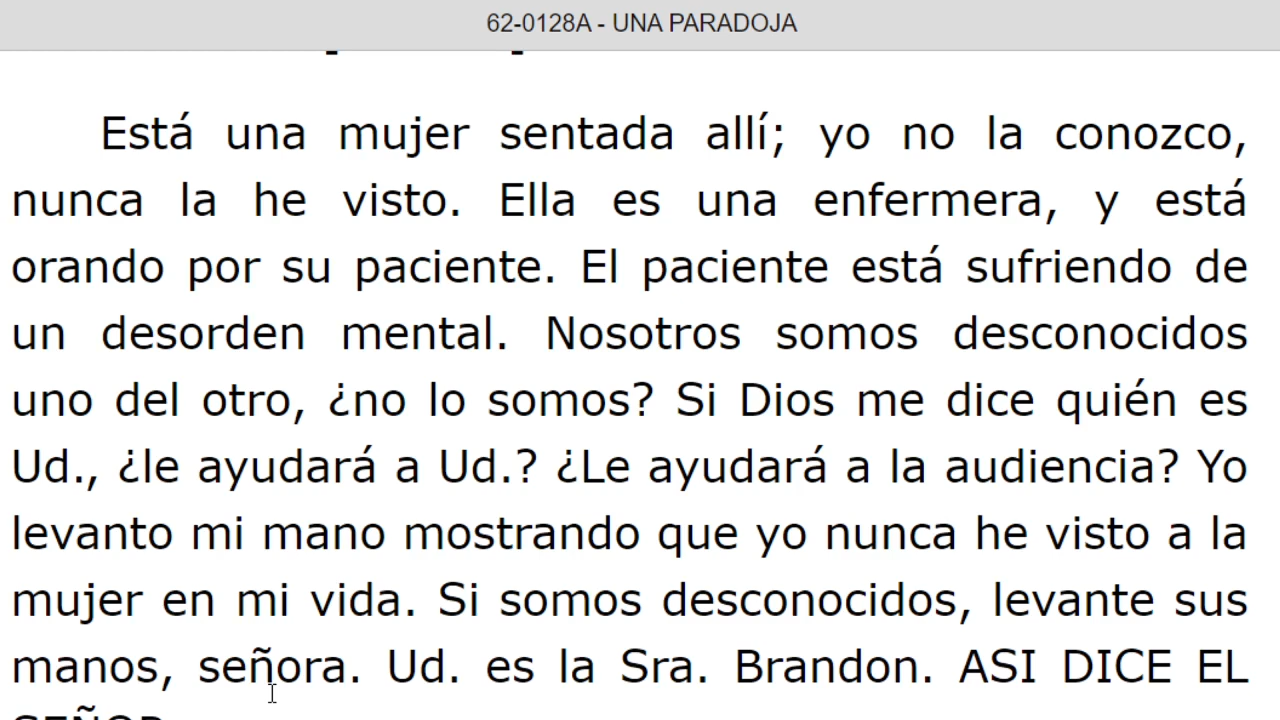 62-0128A - UNA PARADOJA
Está una mujer sentada allí; yo no la conozco,
nunca la he visto. Ella es una enfermera, y está
orando por su paciente. El paciente está sufriendo de
un desorden mental. Nosotros somos desconocidos
uno del otro, ¿no lo somos? Si Dios me dice quién es
Ud., ¿le ayudará a Ud.? ¿Le ayudará a la audiencia? Yo
levanto mi mano mostrando que yo nunca he visto a la
mujer en mi vida. Si somos desconocidos, levante sus
manos, señora. Ud. es la Sra. Brandon. ASI DICE EL
SEÑOR